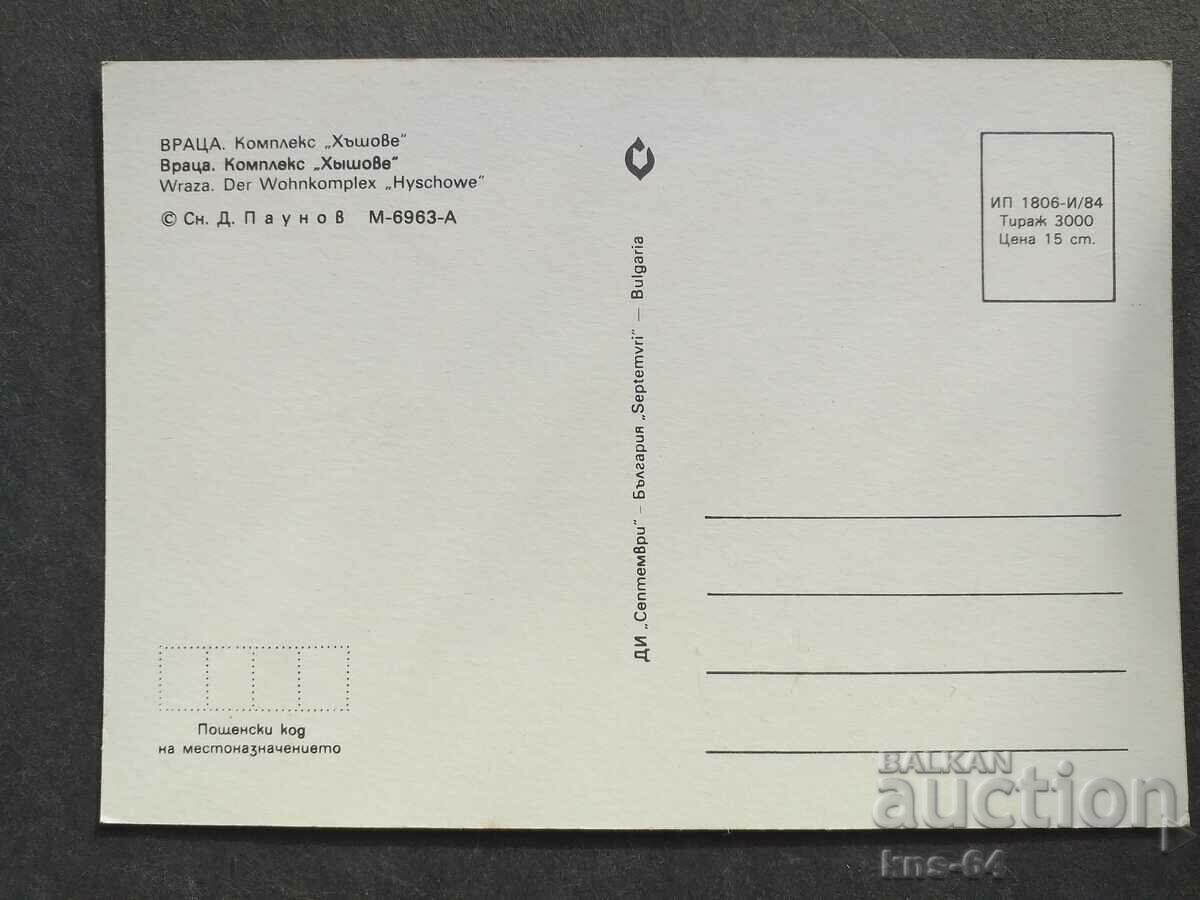 ВРАЦА. Комплекс „Хъшове“
Враца. Комплекс „Хышове“
Wraza. Der Wohnkomplex „Hyschowe“
© Сн. Д. Паунов М-6963-А
ДИ „Септември“ – България „Septemvri“ — Bulgaria
ИП 1806-И/84
Тираж 3000
Цена 15 ст.
Пощенски код
на местоназначението
BALKAN
auction
kns-64